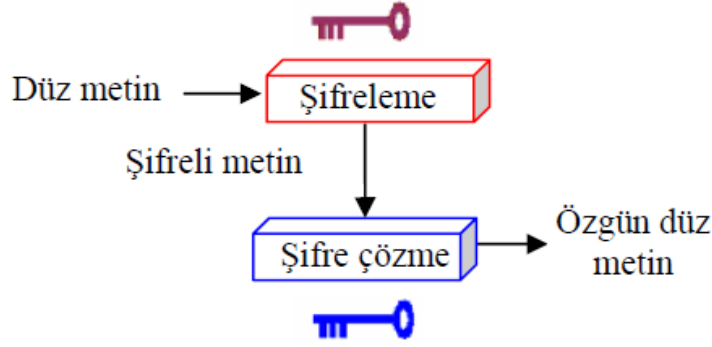 Düz metin
Şifreleme
Şifreli metin
Şifre çözme
Özgün düz
metin